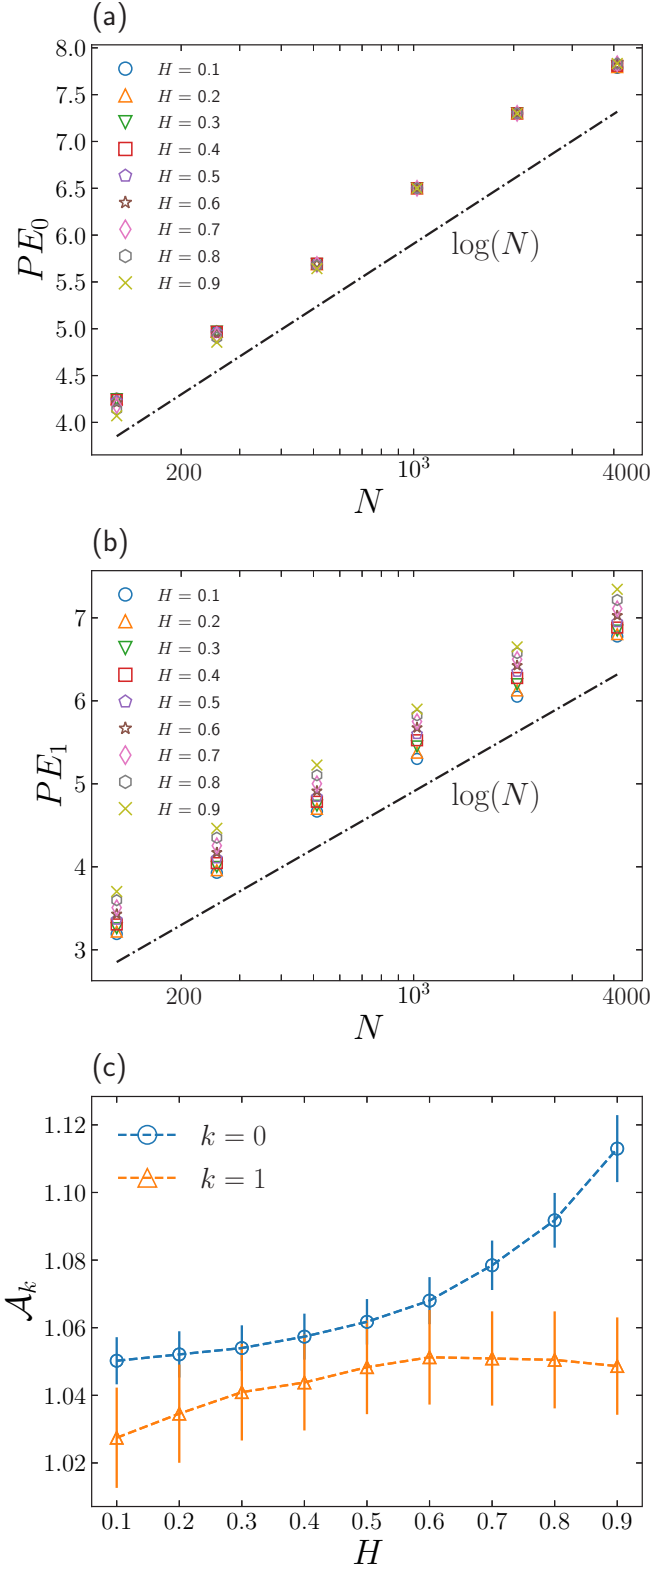 (a)
8.0
7.5
7.0
6.5
6.0
5.5
5.0
4.5
4.0
PE₀
H = 0.1
H = 0.2
H = 0.3
H = 0.4
H = 0.5
H = 0.6
H = 0.7
H = 0.8
H = 0.9
log(N)
200 10³ 4000
N
(b)
7
6
5
4
3
PE₁
H = 0.1
H = 0.2
H = 0.3
H = 0.4
H = 0.5
H = 0.6
H = 0.7
H = 0.8
H = 0.9
log(N)
200 10³ 4000
N
(c)
1.12
1.10
1.08
1.06
1.04
1.02
𝒜ₖ
k = 0
k = 1
0.1 0.2 0.3 0.4 0.5 0.6 0.7 0.8 0.9
H